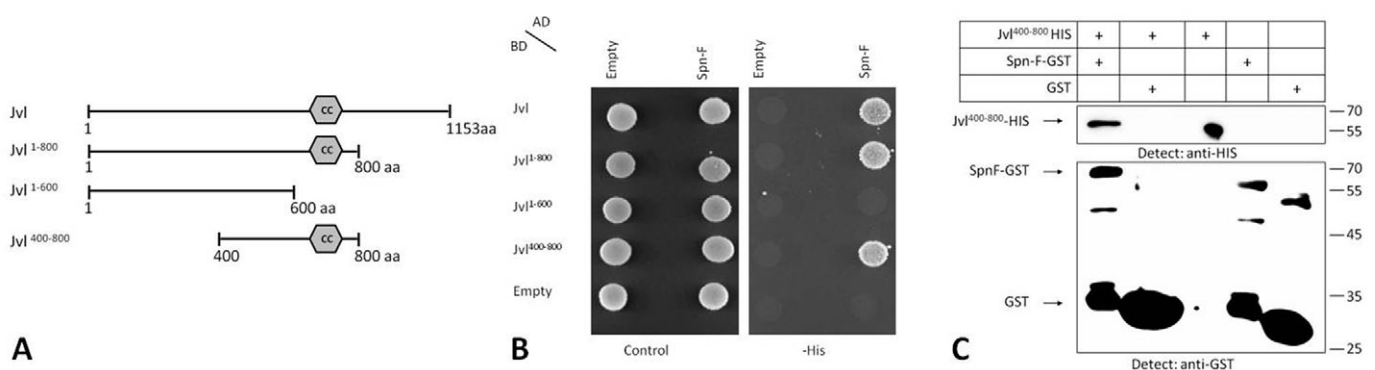 Jvl
cc
1
1153aa
Jvl 1-800
cc
1
800 aa
Jvl 1-600
1
600 aa
Jvl 400-800
cc
400
800 aa
A
AD
BD
Empty
Spn-F
Empty
Spn-F
Jvl
Jvl1-800
Jvl1-600
Jvl400-800
Empty
Control
-His
B
Jvl400-800 HIS + + +
Spn-F-GST + +
GST + +
Jvl400-800-HIS
70
55
Detect: anti-HIS
SpnF-GST
70
55
45
GST
35
25
Detect: anti-GST
C